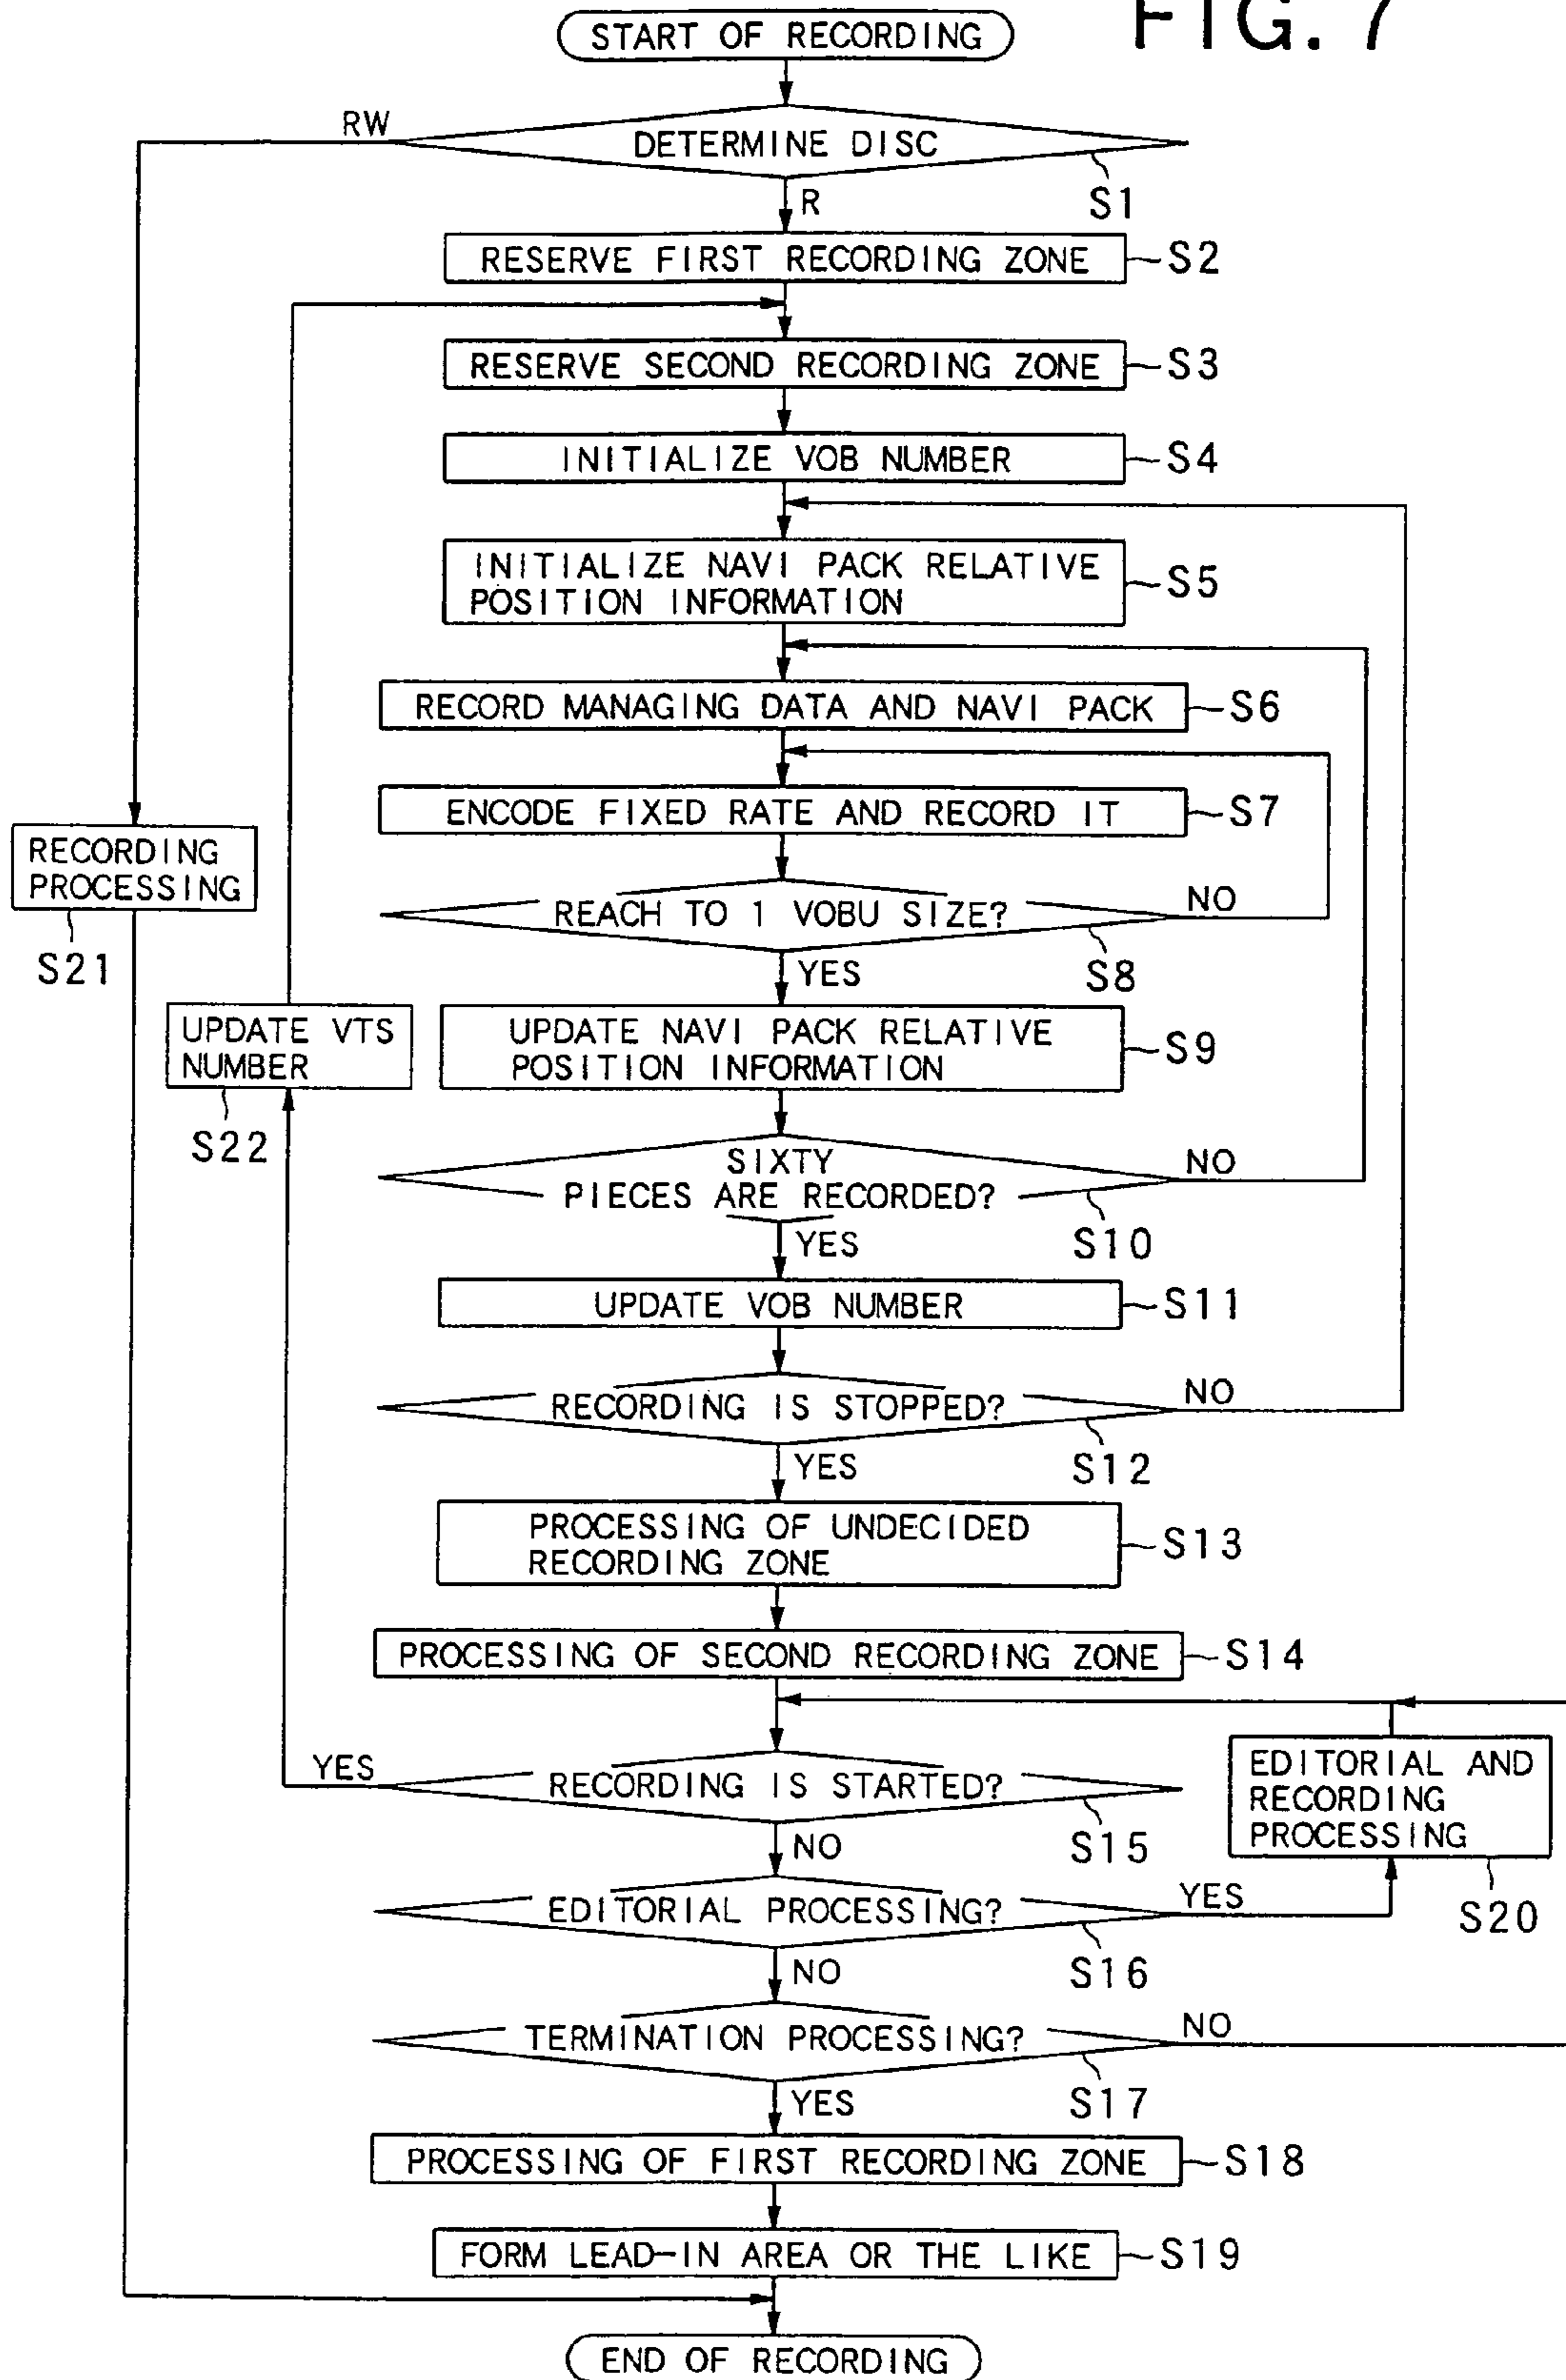 FIG. 7
START OF RECORDING
RW
DETERMINE DISC
S1
R
RESERVE FIRST RECORDING ZONE
S2
RESERVE SECOND RECORDING ZONE
S3
INITIALIZE VOB NUMBER
S4
INITIALIZE NAVI PACK RELATIVE
POSITION INFORMATION
S5
RECORD MANAGING DATA AND NAVI PACK
S6
ENCODE FIXED RATE AND RECORD IT
S7
RECORDING
PROCESSING
S21
REACH TO 1 VOBU SIZE?
NO
S8
YES
UPDATE VTS
NUMBER
S22
UPDATE NAVI PACK RELATIVE
POSITION INFORMATION
S9
SIXTY
PIECES ARE RECORDED?
NO
S10
YES
UPDATE VOB NUMBER
S11
RECORDING IS STOPPED?
NO
S12
YES
PROCESSING OF UNDECIDED
RECORDING ZONE
S13
PROCESSING OF SECOND RECORDING ZONE
S14
YES
RECORDING IS STARTED?
S15
NO
EDITORIAL AND
RECORDING
PROCESSING
S20
EDITORIAL PROCESSING?
YES
S16
NO
TERMINATION PROCESSING?
NO
S17
YES
PROCESSING OF FIRST RECORDING ZONE
S18
FORM LEAD-IN AREA OR THE LIKE
S19
END OF RECORDING